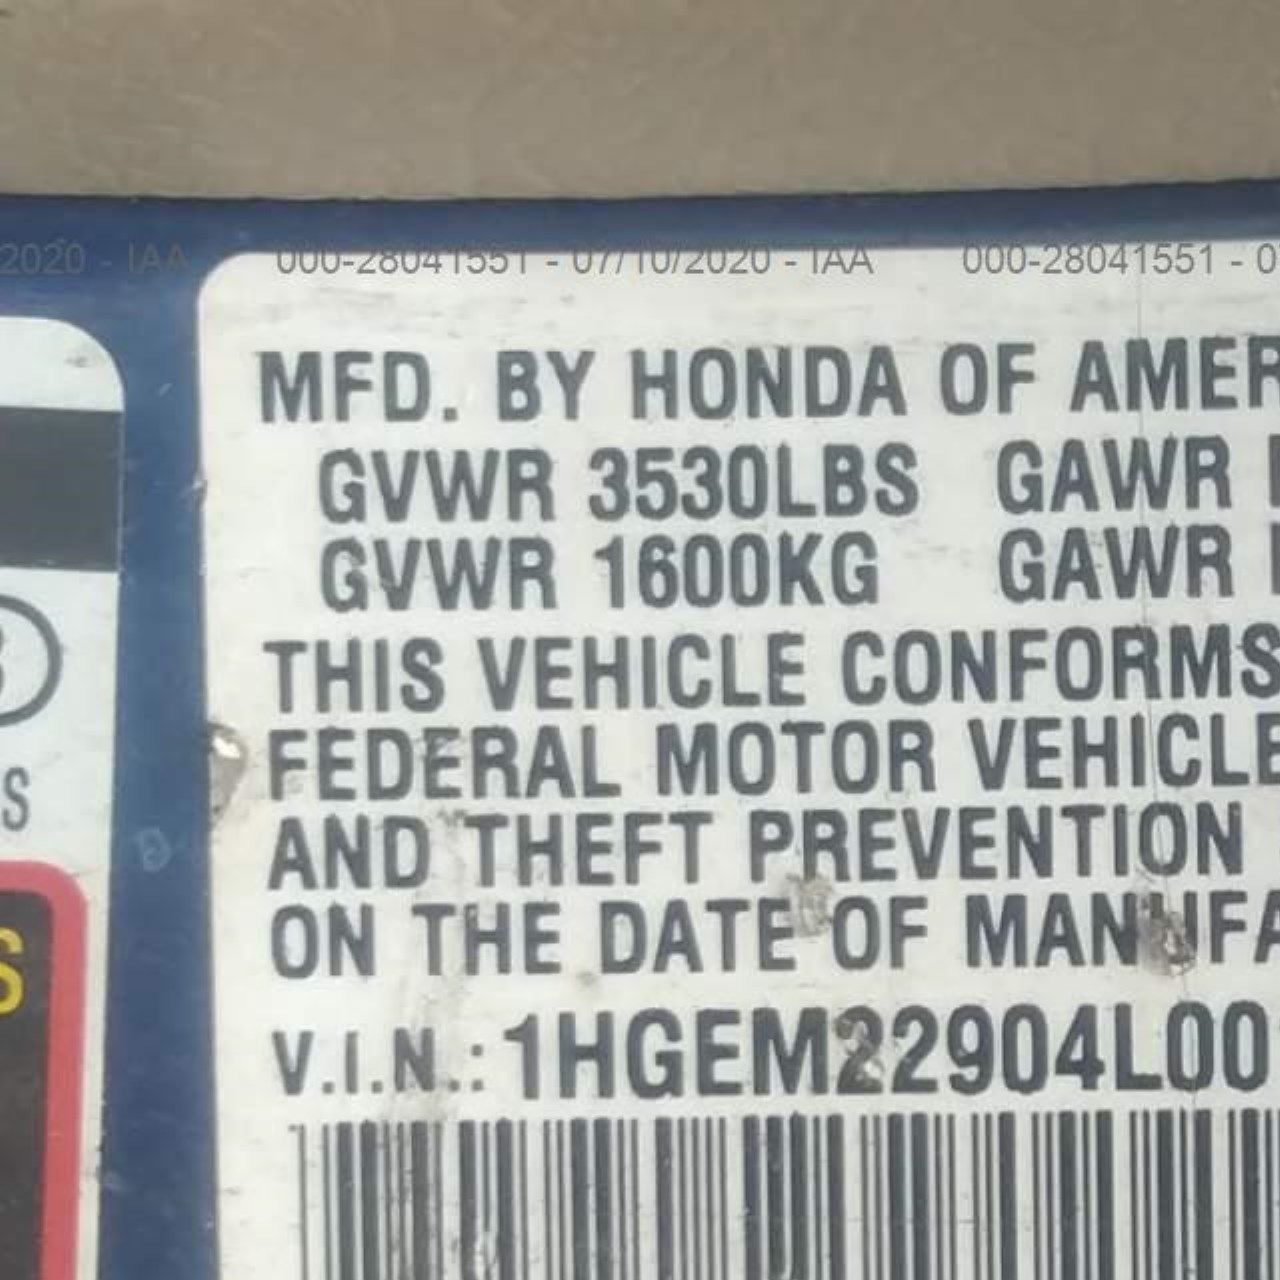 2020 - IAA 000-28041551 - 07/10/2020 - IAA 000-28041551 - 0
MFD. BY HONDA OF AMER
GVWR 3530LBS GAWR
GVWR 1600KG GAWR
THIS VEHICLE CONFORMS
FEDERAL MOTOR VEHICLE
S
AND THEFT PREVENTION
ON THE DATE OF MANUFA
S
V.I.N.: 1HGEM22904L00